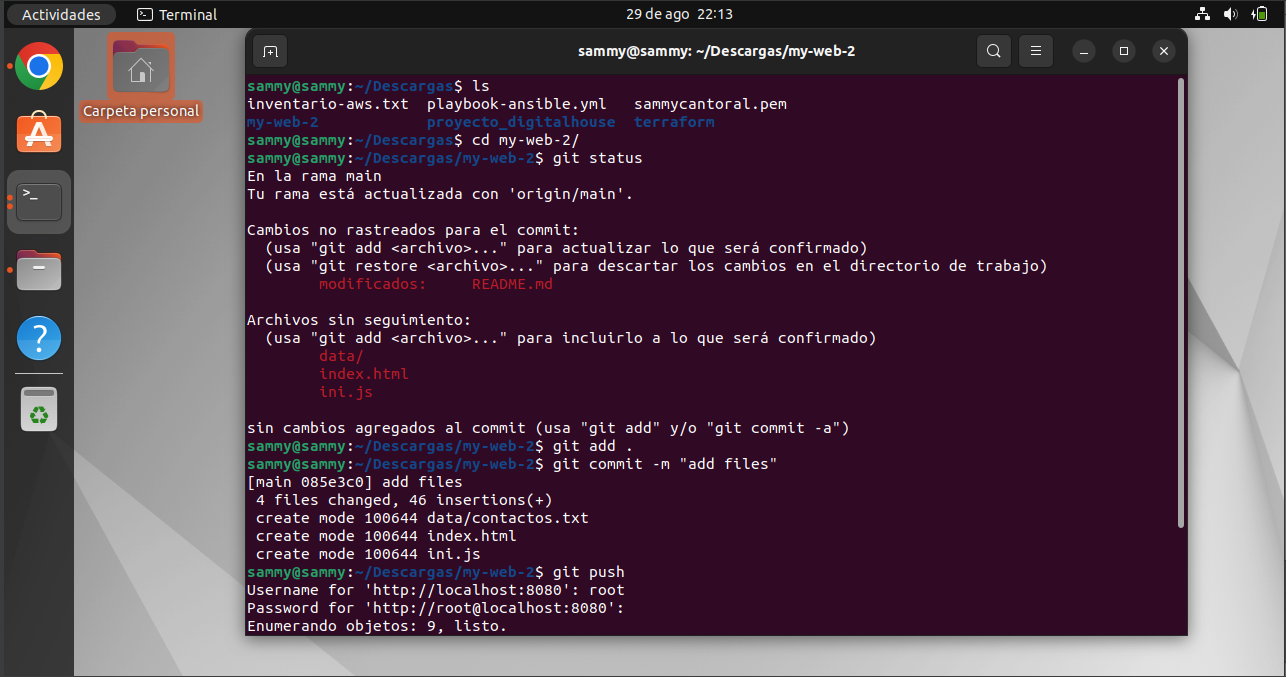 Actividades
Terminal
29 de ago 22:13
Carpeta personal
sammy@sammy: ~/Descargas/my-web-2
sammy@sammy:~/Descargas$ ls
inventario-aws.txt  playbook-ansible.yml   sammycantoral.pem
my-web-2            proyecto_digitalhouse  terraform
sammy@sammy:~/Descargas$ cd my-web-2/
sammy@sammy:~/Descargas/my-web-2$ git status
En la rama main
Tu rama está actualizada con 'origin/main'.
Cambios no rastreados para el commit:
  (usa "git add <archivo>..." para actualizar lo que será confirmado)
  (usa "git restore <archivo>..." para descartar los cambios en el directorio de trabajo)
        modificados:     README.md
Archivos sin seguimiento:
  (usa "git add <archivo>..." para incluirlo a lo que será confirmado)
        data/
        index.html
        ini.js
sin cambios agregados al commit (usa "git add" y/o "git commit -a")
sammy@sammy:~/Descargas/my-web-2$ git add .
sammy@sammy:~/Descargas/my-web-2$ git commit -m "add files"
[main 085e3c0] add files
 4 files changed, 46 insertions(+)
 create mode 100644 data/contactos.txt
 create mode 100644 index.html
 create mode 100644 ini.js
sammy@sammy:~/Descargas/my-web-2$ git push
Username for 'http://localhost:8080': root
Password for 'http://root@localhost:8080':
Enumerando objetos: 9, listo.